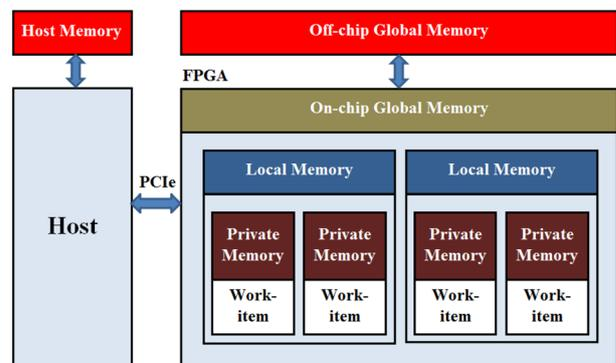 Host Memory
Off-chip Global Memory
FPGA
On-chip Global Memory
PCIe
Host
Local Memory
Local Memory
Private
Memory
Private
Memory
Private
Memory
Private
Memory
Work-
item
Work-
item
Work-
item
Work-
item